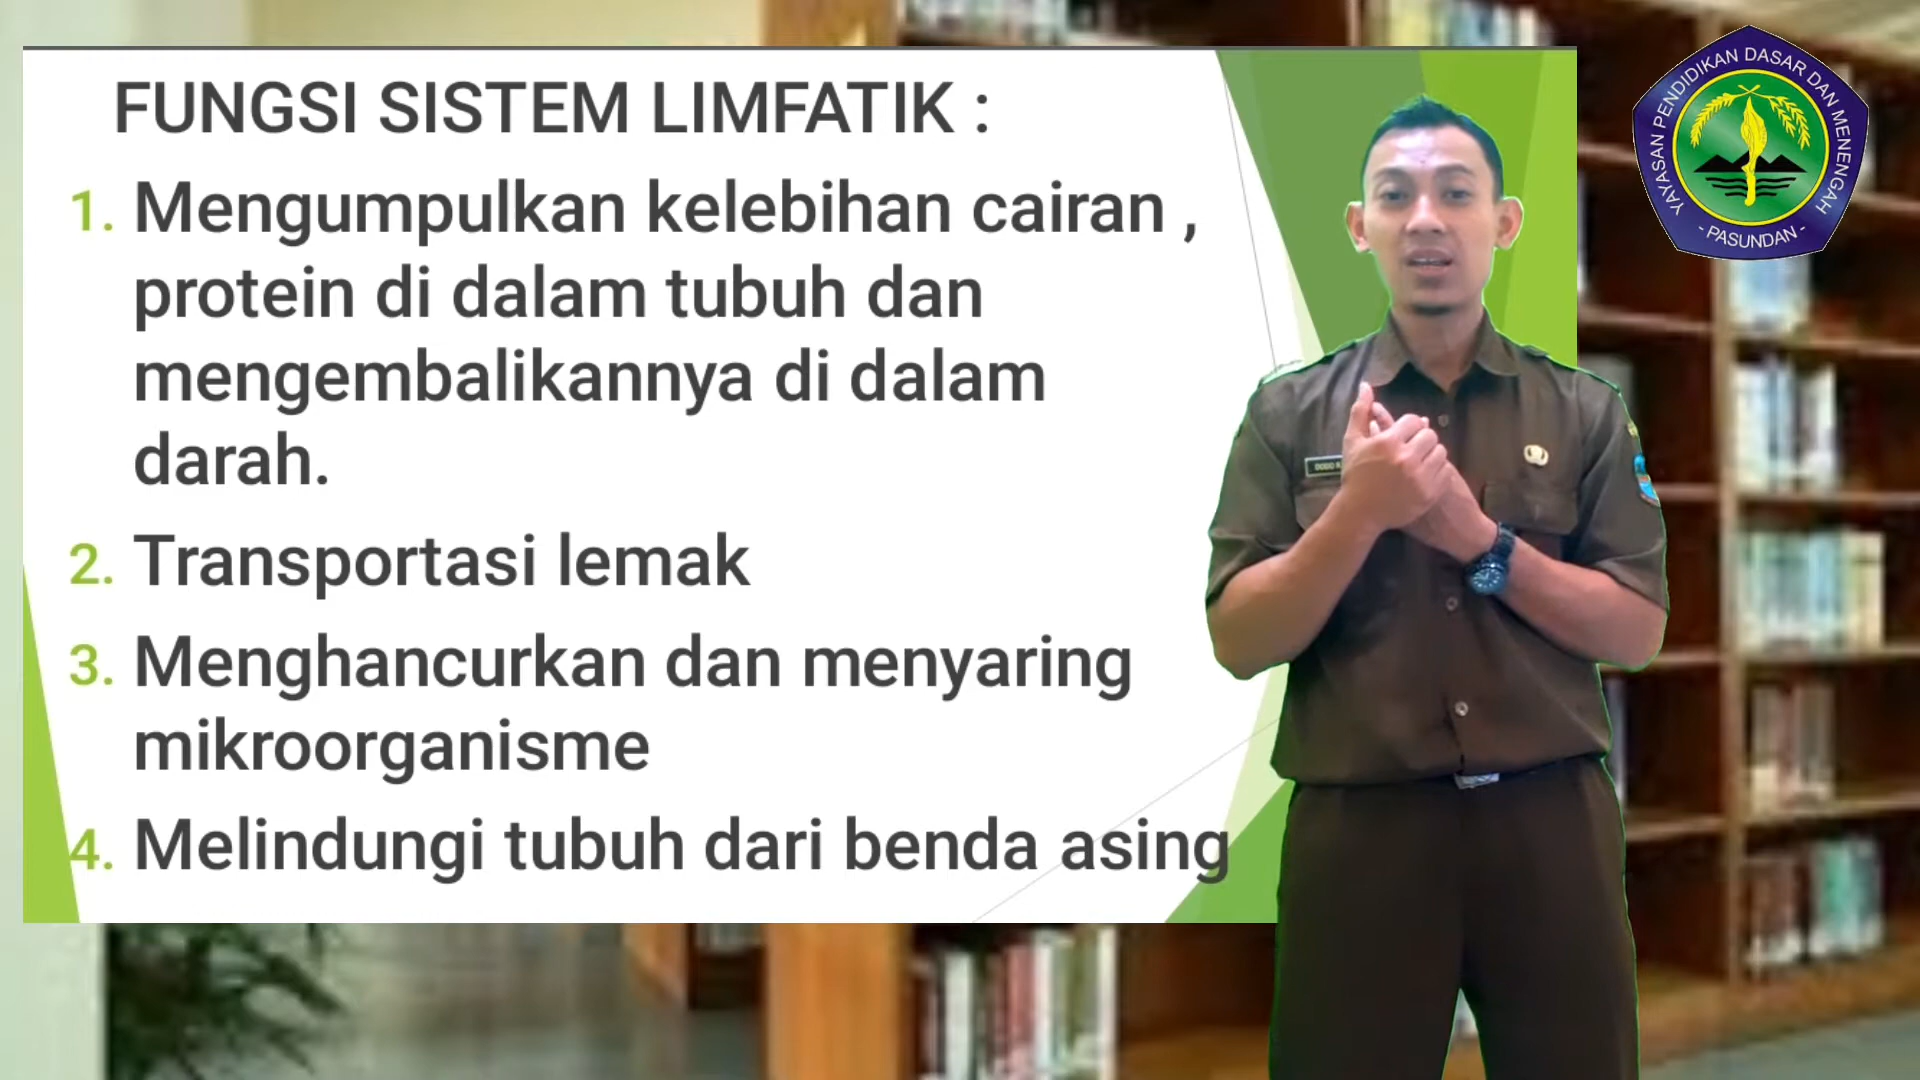 FUNGSI SISTEM LIMFATIK :
1. Mengumpulkan kelebihan cairan ,
protein di dalam tubuh dan
mengembalikannya di dalam
darah.
2. Transportasi lemak
3. Menghancurkan dan menyaring
mikroorganisme
4. Melindungi tubuh dari benda asing
YAYASAN PENDIDIKAN DASAR DAN MENENGAH
- PASUNDAN -
DODO